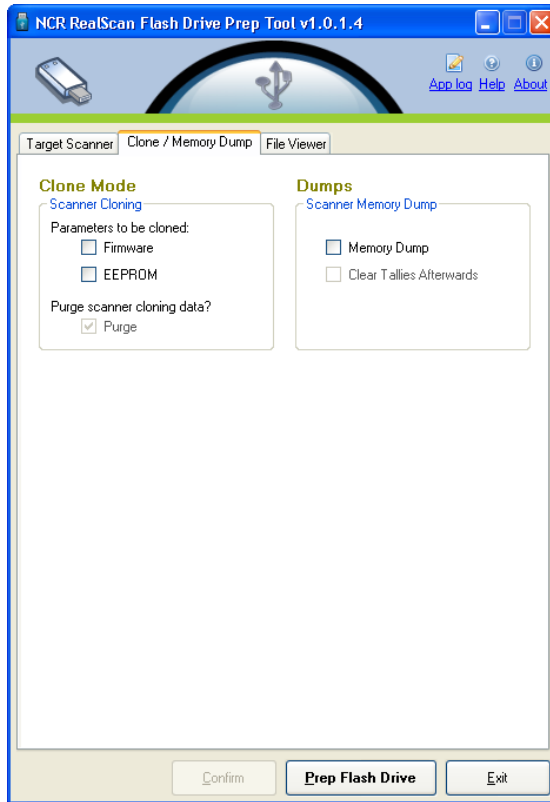 NCR RealScan Flash Drive Prep Tool v1.0.1.4
App log Help About
Target Scanner Clone / Memory Dump File Viewer
Clone Mode
Scanner Cloning
Parameters to be cloned:
Firmware
EEPROM
Purge scanner cloning data?
Purge
Dumps
Scanner Memory Dump
Memory Dump
Clear Tallies Afterwards
Confirm Prep Flash Drive Exit